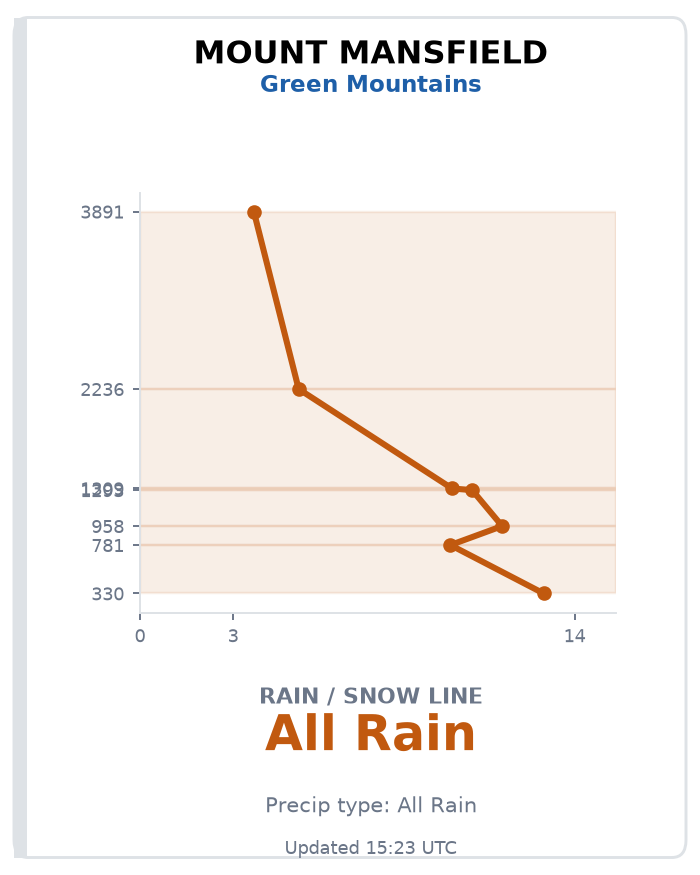 MOUNT MANSFIELD
Green Mountains
3891
2236
958
781
330
0 3 14
RAIN / SNOW LINE
All Rain
Precip type: All Rain
Updated 15:23 UTC